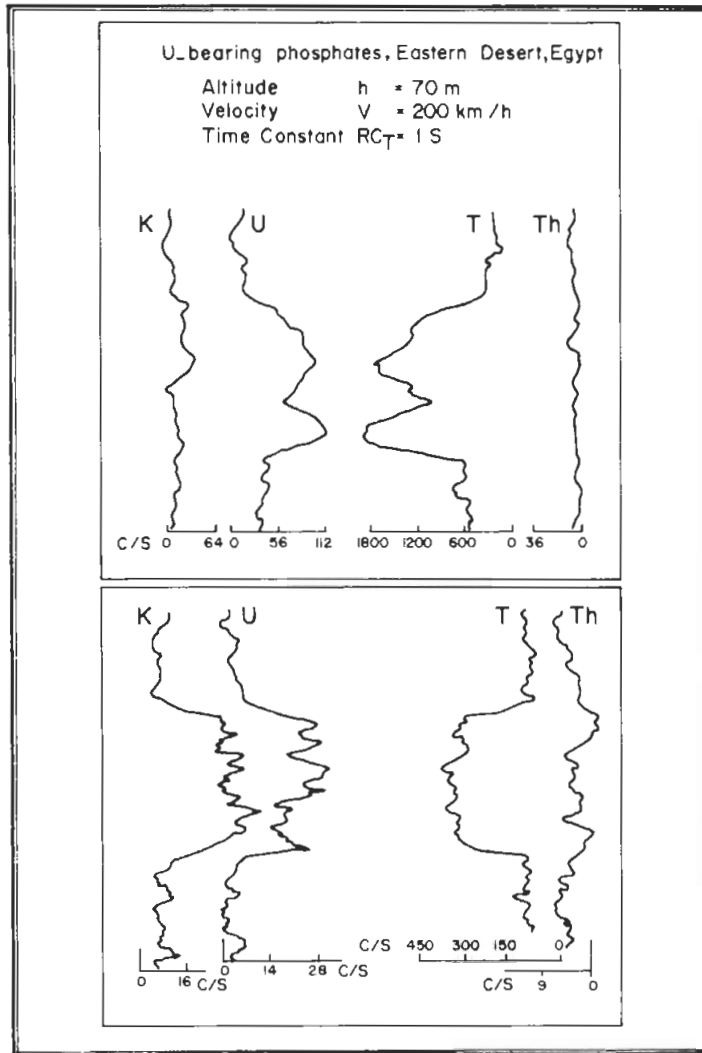 U_bearing phosphates, Eastern Desert, Egypt
Altitude h = 70 m
Velocity V = 200 km/h
Time Constant RCT= 1 S
K U T Th
C/S 0 64 0 56 112 1800 1200 600 0 36 0
K U T Th
C/S 450 300 150 0
0 16 C/S 0 14 28 C/S C/S 9 0